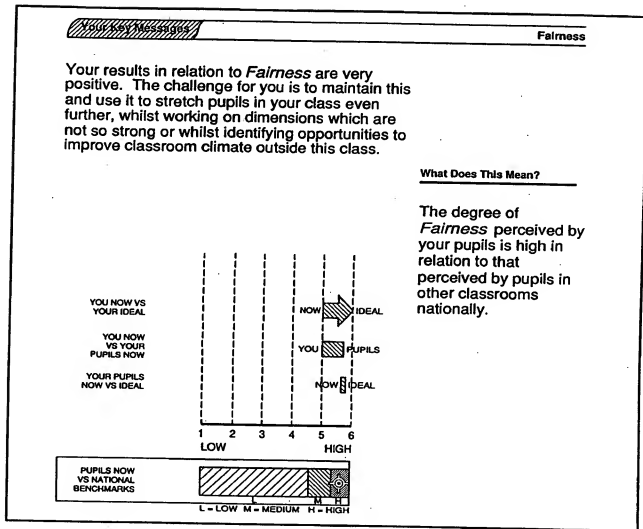 Your Key Messages
Fairness
Your results in relation to Fairness are very
positive. The challenge for you is to maintain this
and use it to stretch pupils in your class even
further, whilst working on dimensions which are
not so strong or whilst identifying opportunities to
improve classroom climate outside this class.
What Does This Mean?
The degree of
Fairness perceived by
your pupils is high in
relation to that
perceived by pupils in
other classrooms
nationally.
YOU NOW VS
YOUR IDEAL
NOW IDEAL
YOU NOW
VS YOUR
PUPILS NOW
YOU PUPILS
YOUR PUPILS
NOW VS IDEAL
NOW IDEAL
1 2 3 4 5 6
LOW HIGH
PUPILS NOW
VS NATIONAL
BENCHMARKS
L M H
L = LOW M = MEDIUM H = HIGH